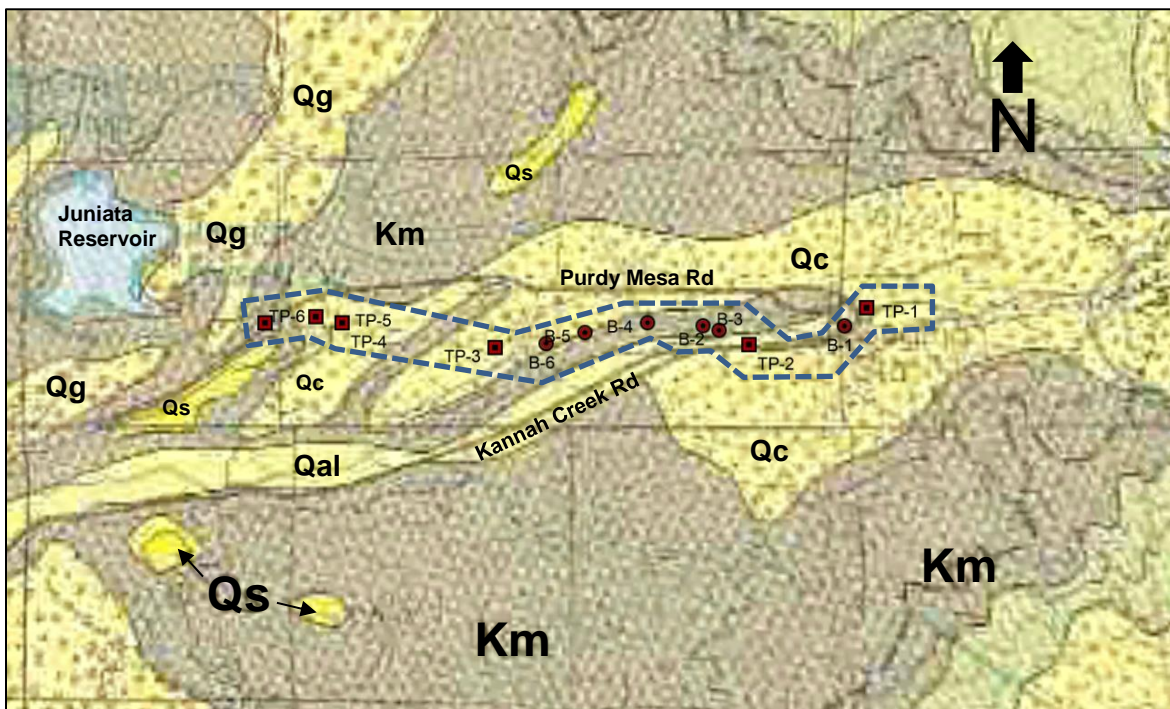 Qg
N
Qs
Juniata
Reservoir
Qg
Km
Qc
Purdy Mesa Rd
TP-6
TP-5
TP-4
TP-3
B-6
B-5
B-4
B-3
B-2
TP-2
B-1
TP-1
Qg
Qs
Qc
Kannah Creek Rd
Qc
Qal
Qs
Km
Km